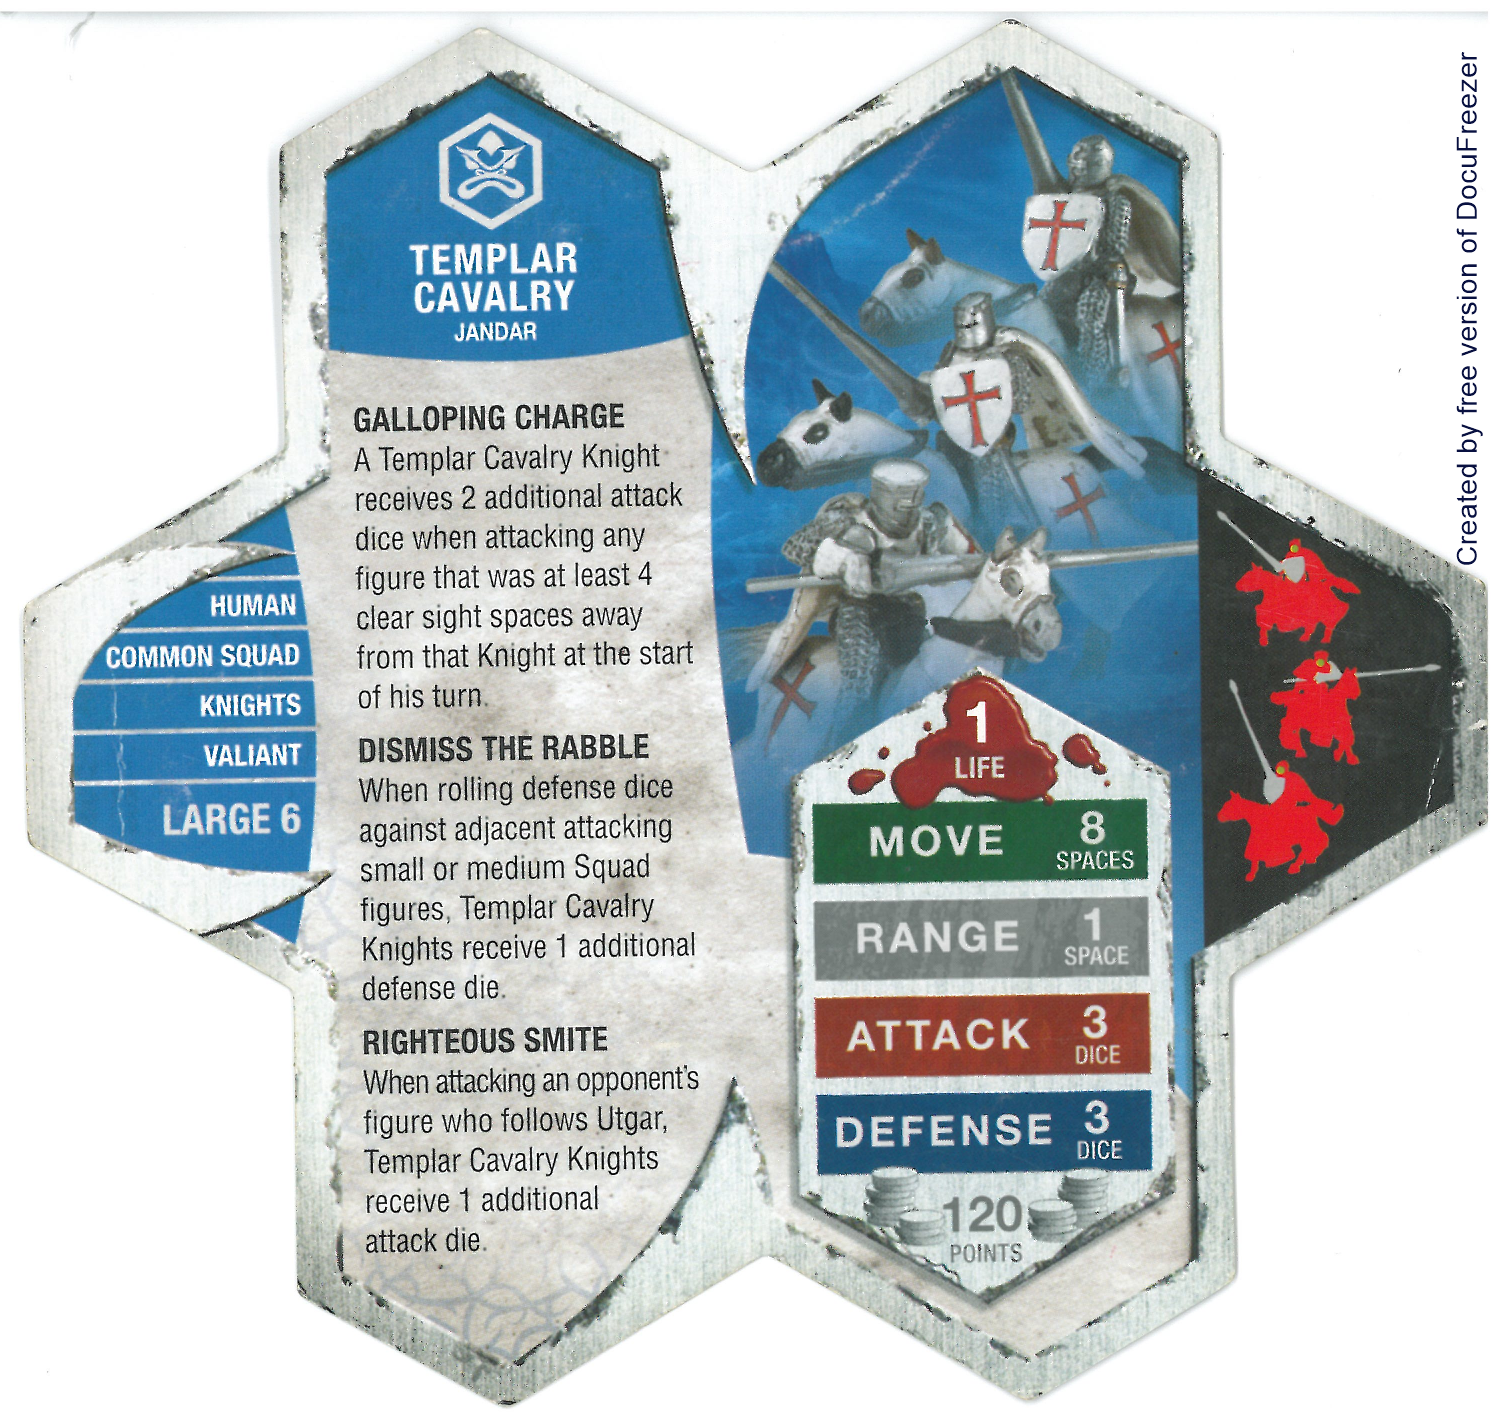 TEMPLAR
CAVALRY
JANDAR
GALLOPING CHARGE
A Templar Cavalry Knight
receives 2 additional attack
dice when attacking any
figure that was at least 4
clear sight spaces away
from that Knight at the start
of his turn.
DISMISS THE RABBLE
When rolling defense dice
against adjacent attacking
small or medium Squad
figures, Templar Cavalry
Knights receive 1 additional
defense die.
RIGHTEOUS SMITE
When attacking an opponent's
figure who follows Utgar,
Templar Cavalry Knights
receive 1 additional
attack die.
HUMAN
COMMON SQUAD
KNIGHTS
VALIANT
LARGE 6
1
LIFE
MOVE 8
SPACES
RANGE 1
SPACE
ATTACK 3
DICE
DEFENSE 3
DICE
120
POINTS
Created by free version of DocuFreezer